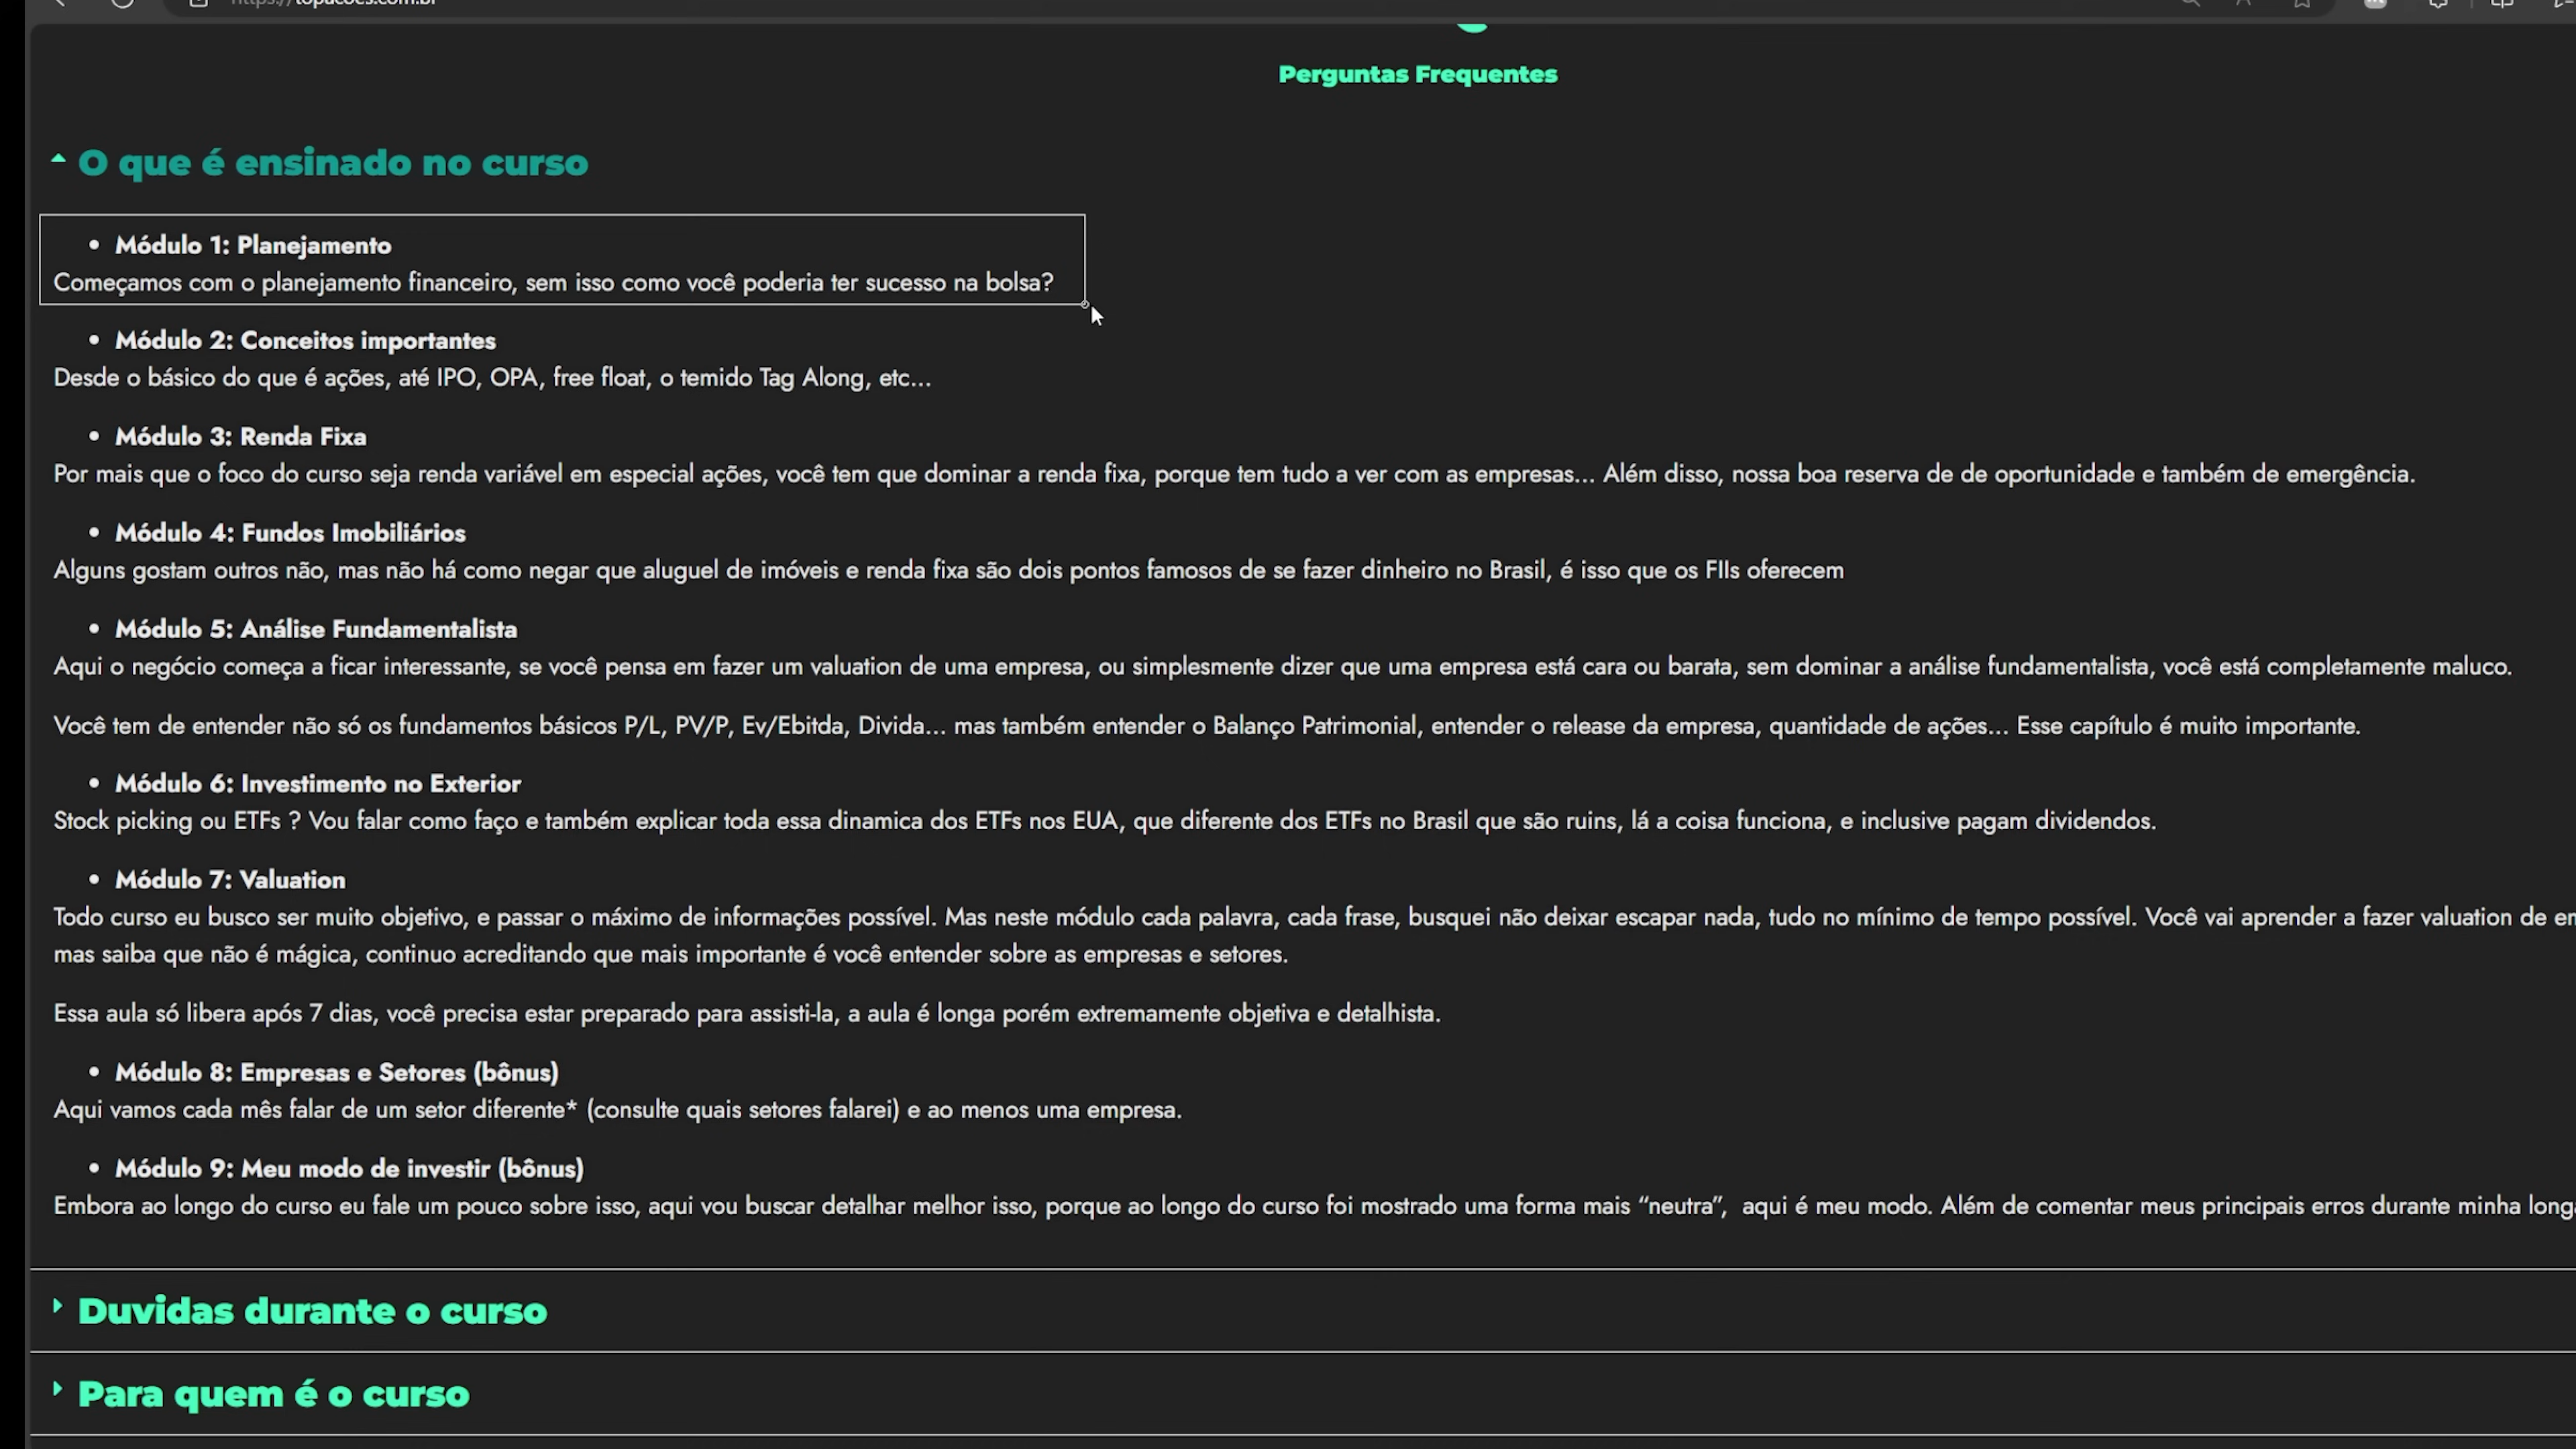 https://topacoes.com.br
Perguntas Frequentes
O que é ensinado no curso
• Módulo 1: Planejamento
Começamos com o planejamento financeiro, sem isso como você poderia ter sucesso na bolsa?
• Módulo 2: Conceitos importantes
Desde o básico do que é ações, até IPO, OPA, free float, o temido Tag Along, etc...
• Módulo 3: Renda Fixa
Por mais que o foco do curso seja renda variável em especial ações, você tem que dominar a renda fixa, porque tem tudo a ver com as empresas... Além disso, nossa boa reserva de de oportunidade e também de emergência.
• Módulo 4: Fundos Imobiliários
Alguns gostam outros não, mas não há como negar que aluguel de imóveis e renda fixa são dois pontos famosos de se fazer dinheiro no Brasil, é isso que os FIIs oferecem
• Módulo 5: Análise Fundamentalista
Aqui o negócio começa a ficar interessante, se você pensa em fazer um valuation de uma empresa, ou simplesmente dizer que uma empresa está cara ou barata, sem dominar a análise fundamentalista, você está completamente maluco.
Você tem de entender não só os fundamentos básicos P/L, PV/P, Ev/Ebitda, Divida... mas também entender o Balanço Patrimonial, entender o release da empresa, quantidade de ações... Esse capítulo é muito importante.
• Módulo 6: Investimento no Exterior
Stock picking ou ETFs ? Vou falar como faço e também explicar toda essa dinamica dos ETFs nos EUA, que diferente dos ETFs no Brasil que são ruins, lá a coisa funciona, e inclusive pagam dividendos.
• Módulo 7: Valuation
Todo curso eu busco ser muito objetivo, e passar o máximo de informações possível. Mas neste módulo cada palavra, cada frase, busquei não deixar escapar nada, tudo no mínimo de tempo possível. Você vai aprender a fazer valuation de
mas saiba que não é mágica, continuo acreditando que mais importante é você entender sobre as empresas e setores.
Essa aula só libera após 7 dias, você precisa estar preparado para assisti-la, a aula é longa porém extremamente objetiva e detalhista.
• Módulo 8: Empresas e Setores (bônus)
Aqui vamos cada mês falar de um setor diferente* (consulte quais setores falarei) e ao menos uma empresa.
• Módulo 9: Meu modo de investir (bônus)
Embora ao longo do curso eu fale um pouco sobre isso, aqui vou buscar detalhar melhor isso, porque ao longo do curso foi mostrado uma forma mais “neutra”, aqui é meu modo. Além de comentar meus principais erros durante minha
Duvidas durante o curso
Para quem é o curso